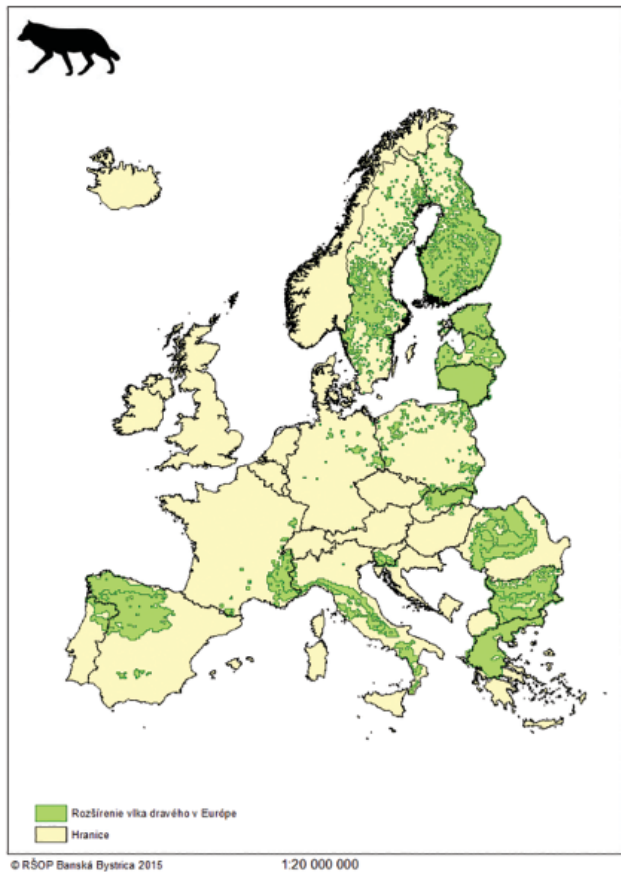 Rozšírenie vlka dravého v Európe
Hranice
© RŠOP Banská Bystrica 2015 1:20 000 000